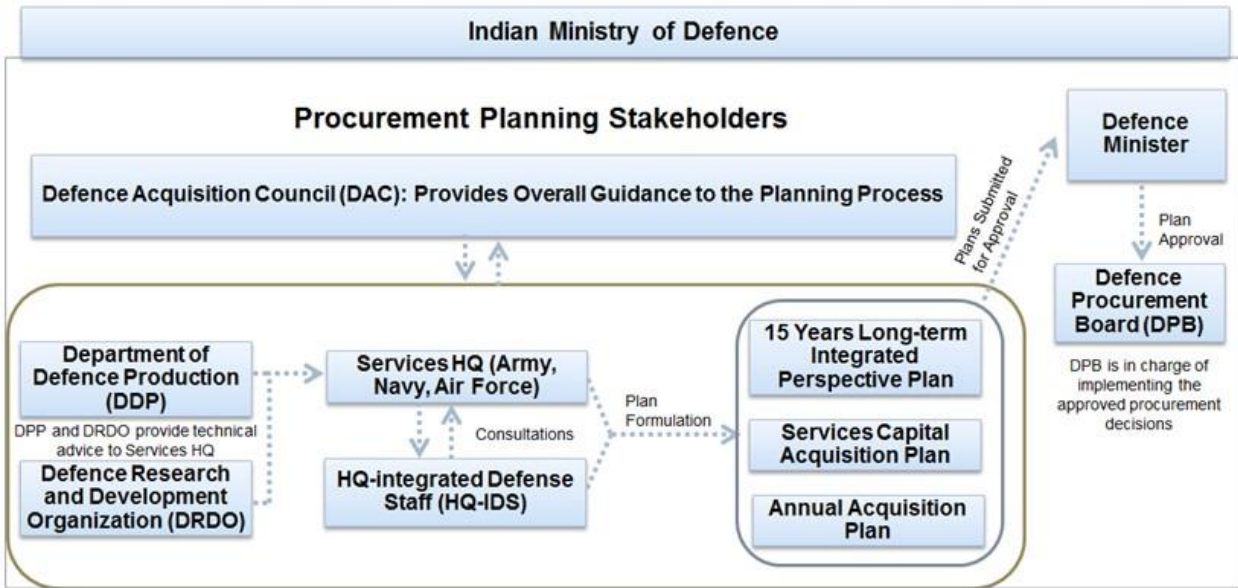 Indian Ministry of Defence
Procurement Planning Stakeholders
Defence Acquisition Council (DAC): Provides Overall Guidance to the Planning Process
Plans Submitted
for Approval
Defence
Minister
Plan
Approval
Defence
Procurement
Board (DPB)
DPB is in charge of
implementing the
approved procurement
decisions
Department of
Defence Production
(DDP)
DPP and DRDO provide technical
advice to Services HQ
Defence Research
and Development
Organization (DRDO)
Services HQ (Army,
Navy, Air Force)
Consultations
HQ-integrated Defense
Staff (HQ-IDS)
Plan
Formulation
15 Years Long-term
Integrated
Perspective Plan
Services Capital
Acquisition Plan
Annual Acquisition
Plan